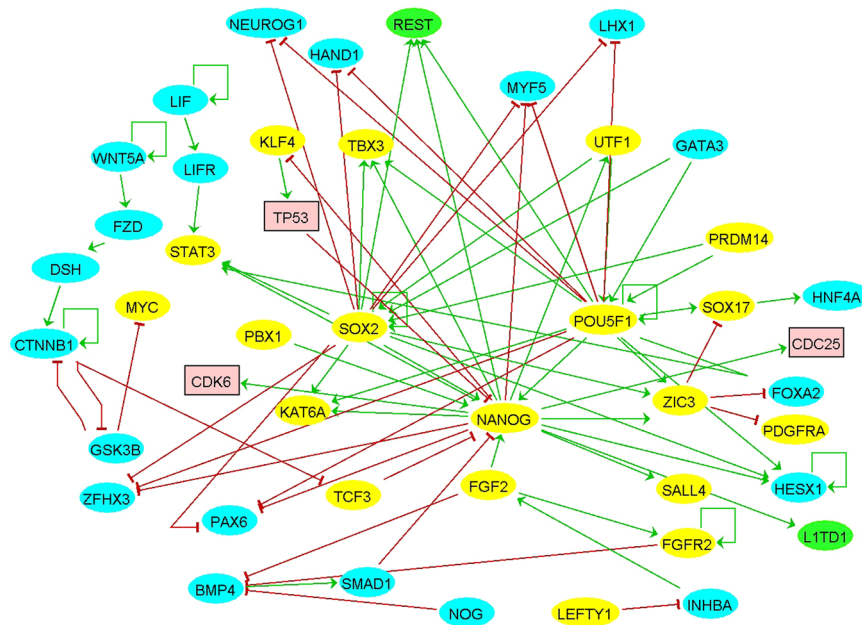 NEUROG1
REST
LHX1
HAND1
MYF5
LIF
KLF4
TBX3
UTF1
GATA3
WNT5A
LIFR
TP53
FZD
PRDM14
STAT3
DSH
MYC
SOX2
POU5F1
SOX17
HNF4A
CTNNB1
PBX1
CDC25
CDK6
KAT6A
NANOG
ZIC3
FOXA2
PDGFRA
GSK3B
ZFHX3
TCF3
FGF2
SALL4
HESX1
PAX6
L1TD1
FGFR2
BMP4
SMAD1
NOG
LEFTY1
INHBA